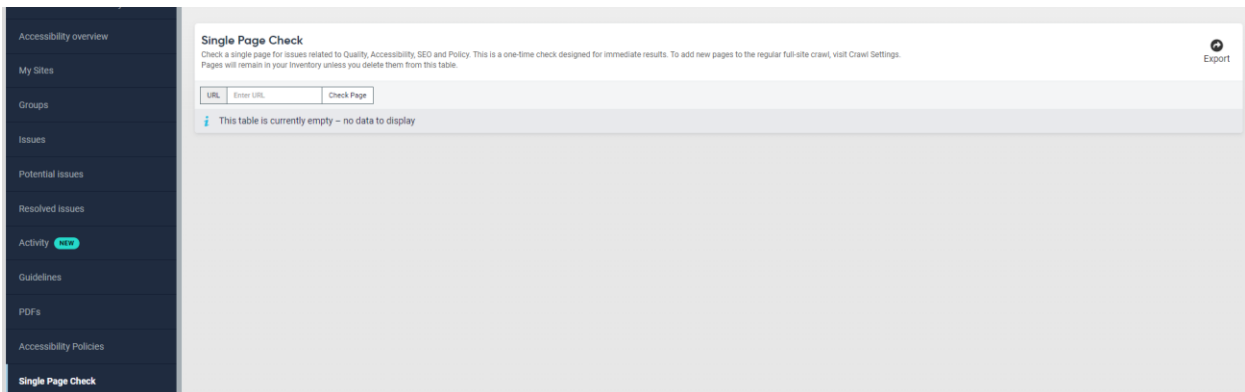 Accessibility overview
My Sites
Groups
Issues
Potential issues
Resolved issues
Activity NEW
Guidelines
PDFs
Accessibility Policies
Single Page Check
Single Page Check
Check a single page for issues related to Quality, Accessibility, SEO and Policy. This is a one-time check designed for immediate results. To add new pages to the regular full-site crawl, visit Crawl Settings.
Pages will remain in your Inventory unless you delete them from this table.
Export
URL Enter URL Check Page
This table is currently empty – no data to display